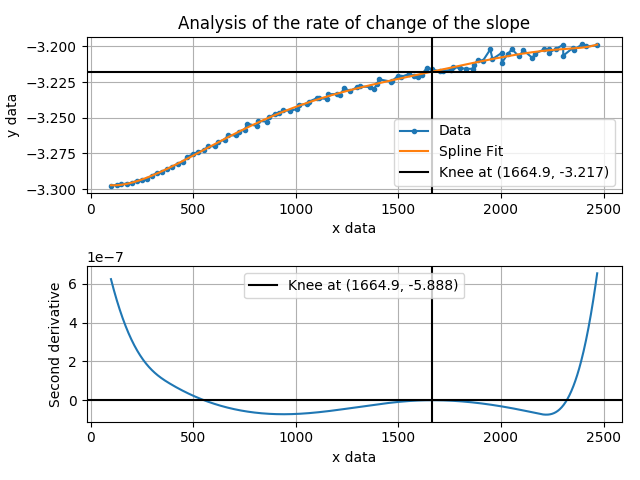 Analysis of the rate of change of the slope
−3.200
−3.225
−3.250
−3.275
−3.300
y data
Data
Spline Fit
Knee at (1664.9, -3.217)
0 500 1000 1500 2000 2500
x data
1e−7
6
4
2
0
Second derivative
Knee at (1664.9, -5.888)
0 500 1000 1500 2000 2500
x data